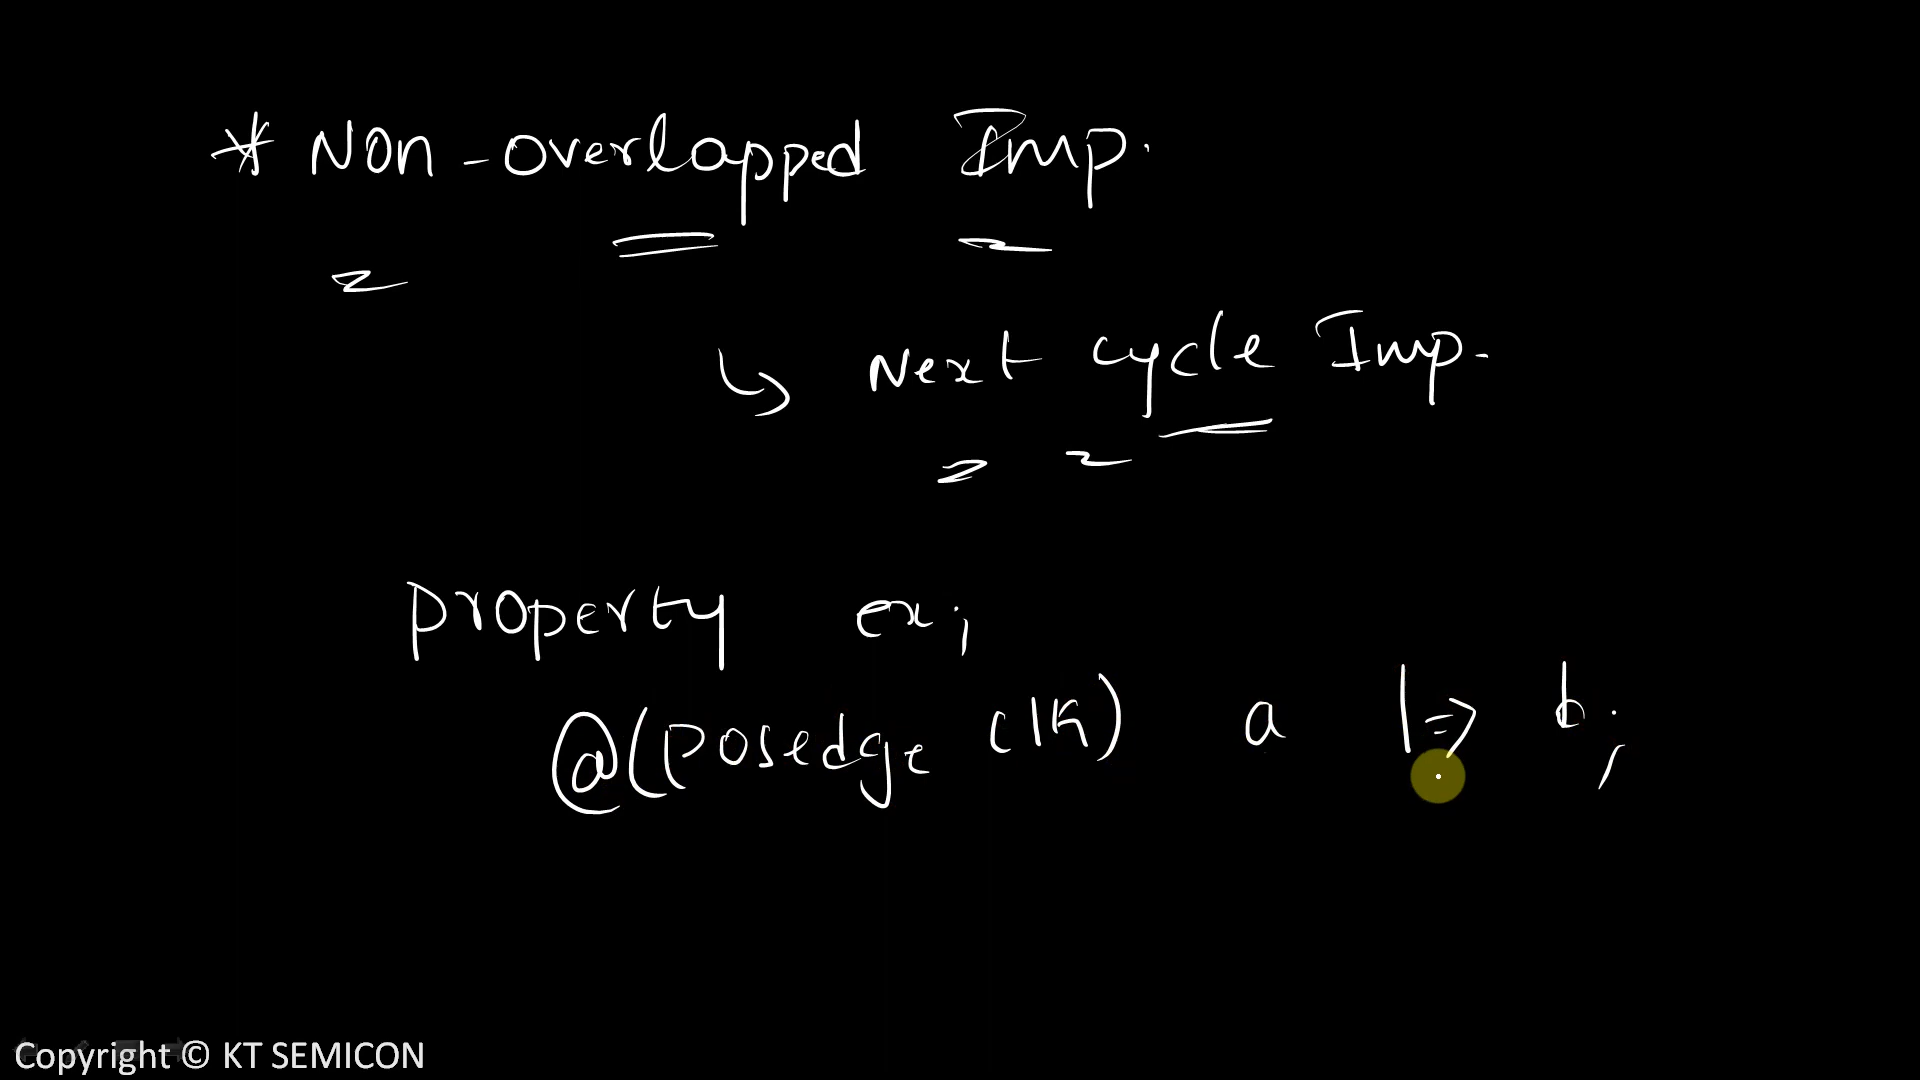 * Non-overlapped Imp.
↳ Next cycle Imp.
property ex;
@(posedge clk) a |=> b;
Copyright © KT SEMICON